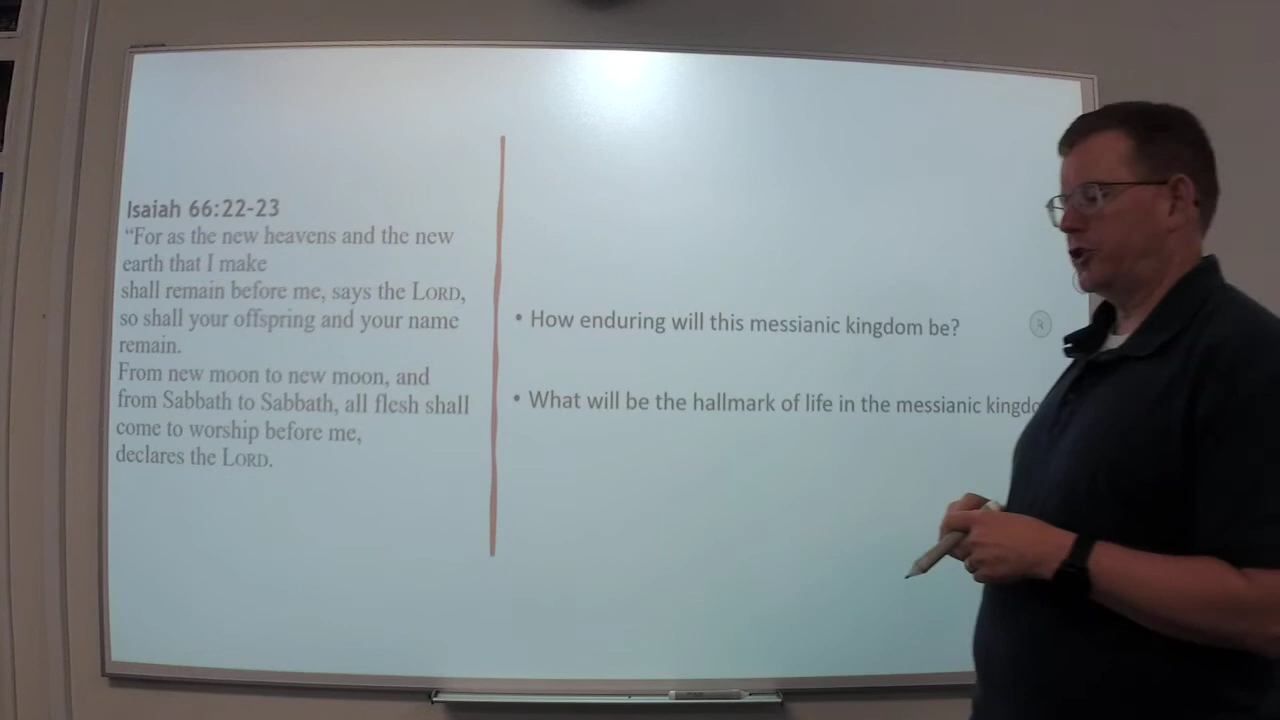 Isaiah 66:22-23
“For as the new heavens and the new
earth that I make
shall remain before me, says the LORD,
so shall your offspring and your name
remain.
From new moon to new moon, and
from Sabbath to Sabbath, all flesh shall
come to worship before me,
declares the LORD.
• How enduring will this messianic kingdom be?
• What will be the hallmark of life in the messianic